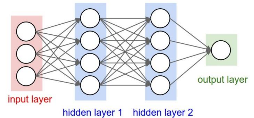 output layer
input layer
hidden layer 1
hidden layer 2